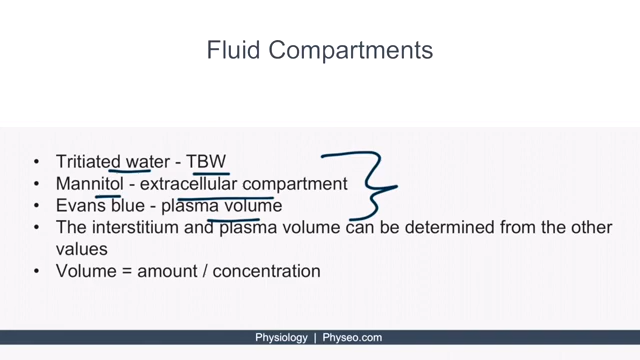 Fluid Compartments
• Tritiated water - TBW
• Mannitol - extracellular compartment
• Evans blue - plasma volume
• The interstitium and plasma volume can be determined from the other
values
• Volume = amount / concentration
Physiology | Physeo.com